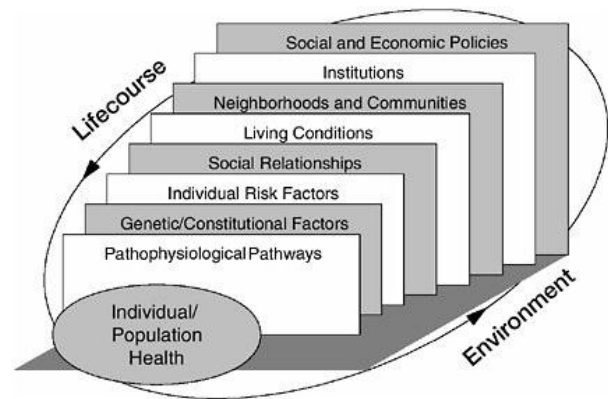 Social and Economic Policies
Institutions
Neighborhoods and Communities
Living Conditions
Social Relationships
Individual Risk Factors
Genetic/Constitutional Factors
Pathophysiological Pathways
Individual/
Population
Health
Lifecourse
Environment